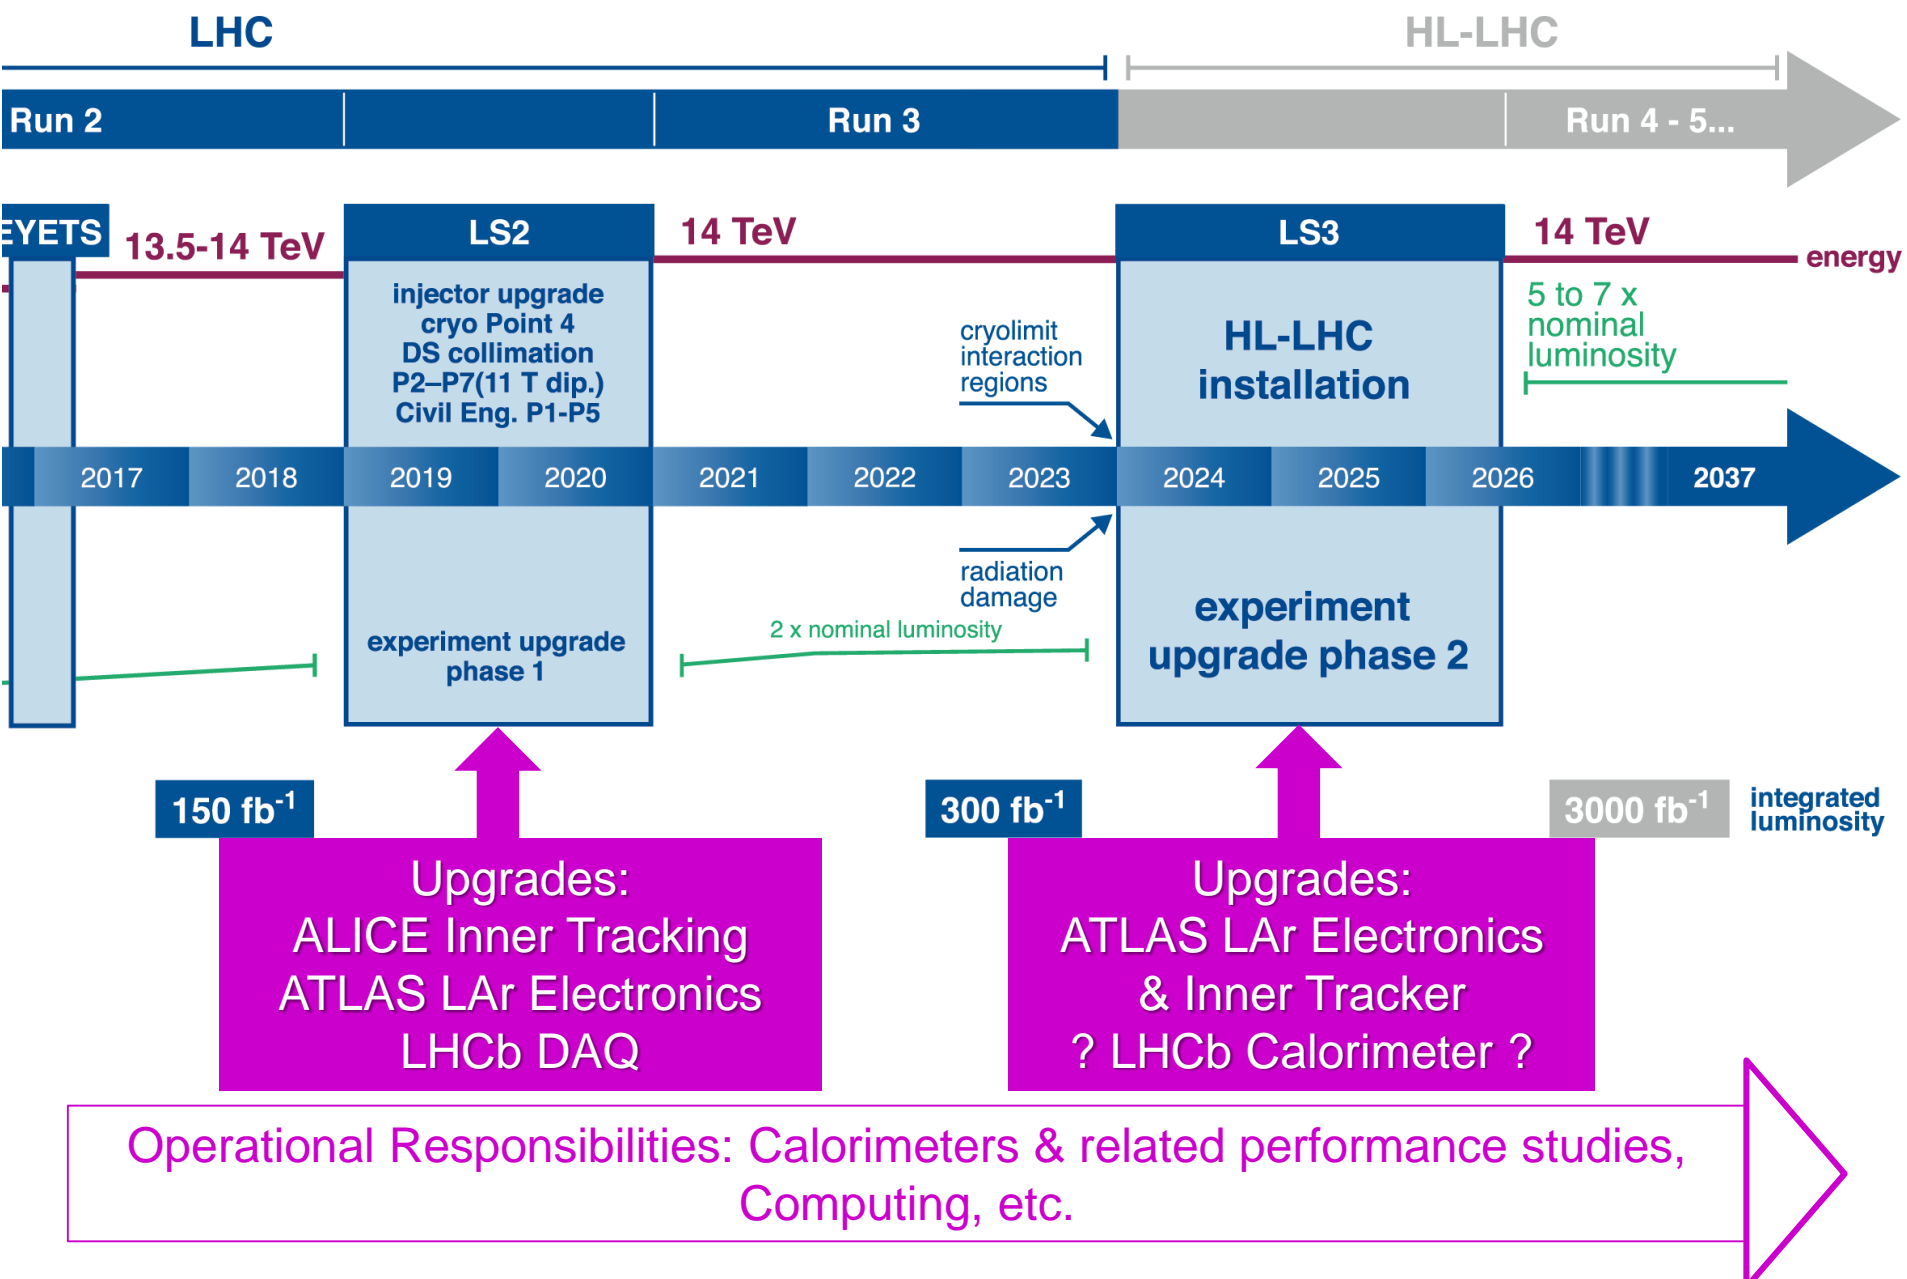 LHC
HL-LHC
Run 2
Run 3
Run 4 - 5...
EYETS
13.5-14 TeV
LS2
14 TeV
LS3
14 TeV
energy
injector upgrade
cryo Point 4
DS collimation
P2–P7(11 T dip.)
Civil Eng. P1-P5
cryolimit
interaction
regions
HL-LHC
installation
5 to 7 x
nominal
luminosity
2017
2018
2019
2020
2021
2022
2023
2024
2025
2026
2037
radiation
damage
experiment upgrade
phase 1
2 x nominal luminosity
experiment
upgrade phase 2
150 fb-1
300 fb-1
3000 fb-1
integrated
luminosity
Upgrades:
ALICE Inner Tracking
ATLAS LAr Electronics
LHCb DAQ
Upgrades:
ATLAS LAr Electronics
& Inner Tracker
? LHCb Calorimeter ?
Operational Responsibilities: Calorimeters & related performance studies,
Computing, etc.